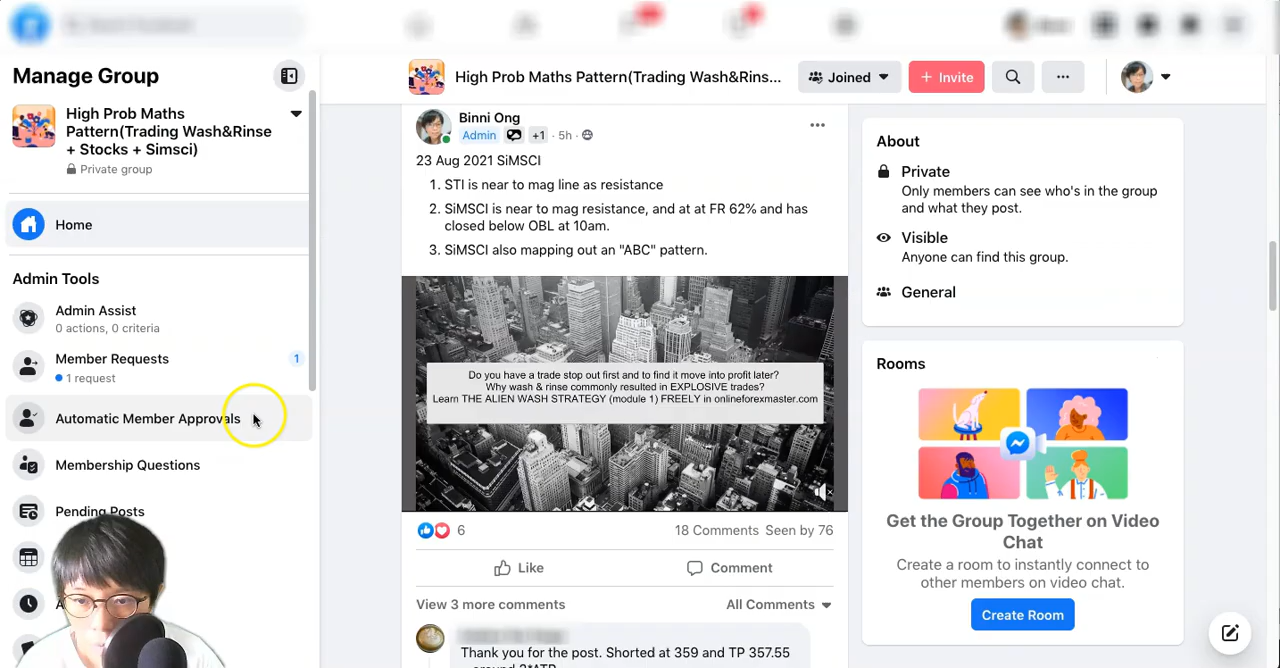 Manage Group
High Prob Maths
Pattern(Trading Wash&Rinse
+ Stocks + Simsci)
Private group
Home
Admin Tools
Admin Assist
0 actions, 0 criteria
Member Requests
1
1 request
Automatic Member Approvals
Membership Questions
Pending Posts
High Prob Maths Pattern(Trading Wash&Rins...
Joined
+ Invite
Binni Ong
Admin
+1 · 5h ·
23 Aug 2021 SiMSCI
1. STI is near to mag line as resistance
2. SiMSCI is near to mag resistance, and at at FR 62% and has
closed below OBL at 10am.
3. SiMSCI also mapping out an "ABC" pattern.
Do you have a trade stop out first and to find it move into profit later?
Why wash & rinse commonly resulted in EXPLOSIVE trades?
Learn THE ALIEN WASH STRATEGY (module 1) FREELY in onlineforexmaster.com
6
18 Comments Seen by 76
Like
Comment
View 3 more comments
All Comments
Thank you for the post. Shorted at 359 and TP 357.55
About
Private
Only members can see who's in the group
and what they post.
Visible
Anyone can find this group.
General
Rooms
Get the Group Together on Video
Chat
Create a room to instantly connect to
other members on video chat.
Create Room